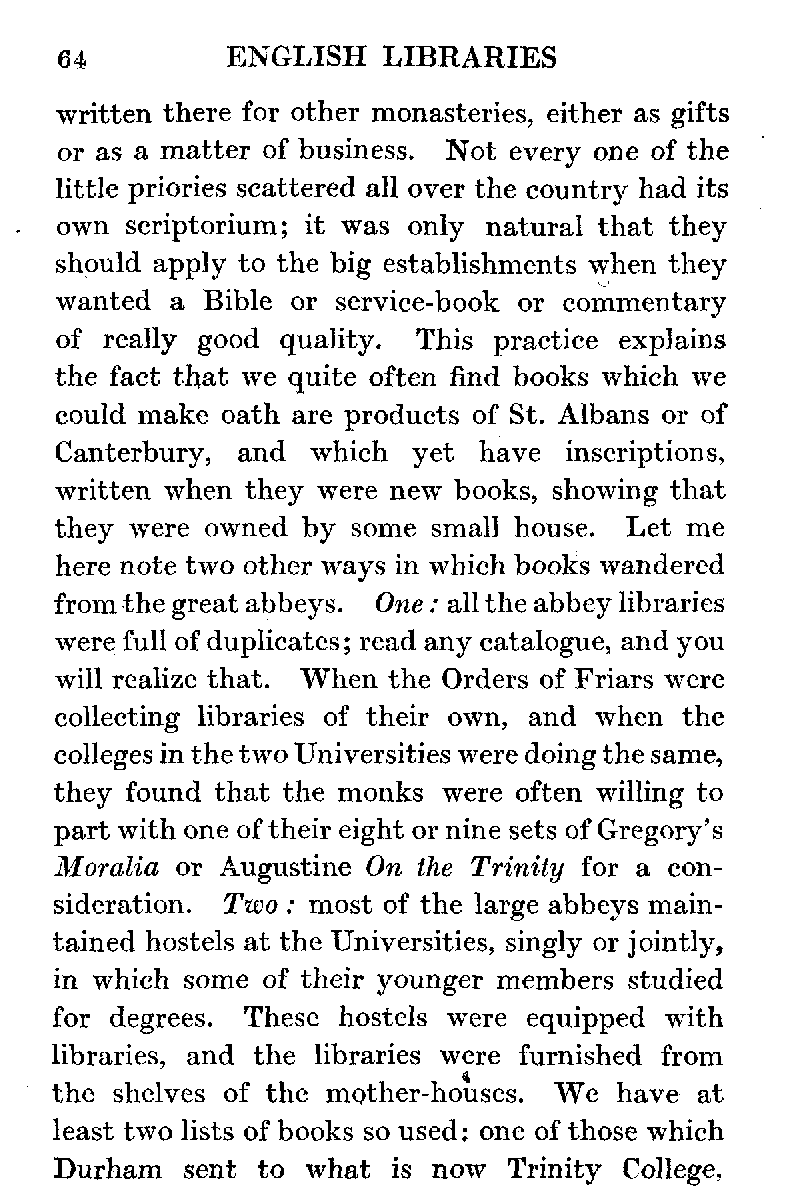 64 ENGLISH LIBRARIES
written there for other monasteries, either as gifts
or as a matter of business. Not every one of the
little priories scattered all over the country had its
own scriptorium; it was only natural that they
should apply to the big establishments when they
wanted a Bible or service-book or commentary
of really good quality. This practice explains
the fact that we quite often find books which we
could make oath are products of St. Albans or of
Canterbury, and which yet have inscriptions,
written when they were new books, showing that
they were owned by some small house. Let me
here note two other ways in which books wandered
from the great abbeys. One: all the abbey libraries
were full of duplicates; read any catalogue, and you
will realize that. When the Orders of Friars were
collecting libraries of their own, and when the
colleges in the two Universities were doing the same,
they found that the monks were often willing to
part with one of their eight or nine sets of Gregory's
Moralia or Augustine On the Trinity for a con-
sideration. Two: most of the large abbeys main-
tained hostels at the Universities, singly or jointly,
in which some of their younger members studied
for degrees. These hostels were equipped with
libraries, and the libraries were furnished from
the shelves of the mother-houses. We have at
least two lists of books so used: one of those which
Durham sent to what is now Trinity College,